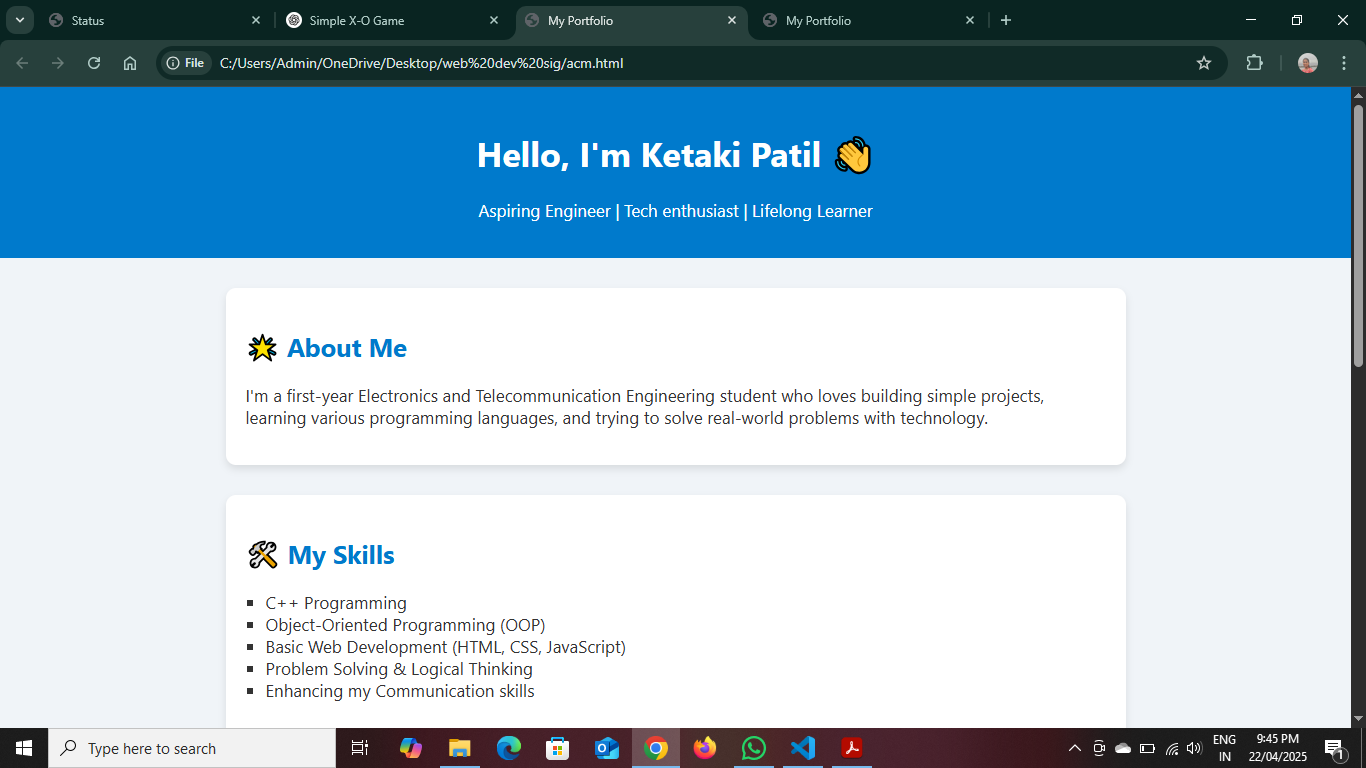 Status
Simple X-O Game
My Portfolio
My Portfolio
File
C:/Users/Admin/OneDrive/Desktop/web%20dev%20sig/acm.html
Hello, I'm Ketaki Patil 👋
Aspiring Engineer | Tech enthusiast | Lifelong Learner
🌟 About Me
I'm a first-year Electronics and Telecommunication Engineering student who loves building simple projects,
learning various programming languages, and trying to solve real-world problems with technology.
🛠️ My Skills
▪ C++ Programming
▪ Object-Oriented Programming (OOP)
▪ Basic Web Development (HTML, CSS, JavaScript)
▪ Problem Solving & Logical Thinking
▪ Enhancing my Communication skills
Type here to search
ENG
IN
9:45 PM
22/04/2025
1